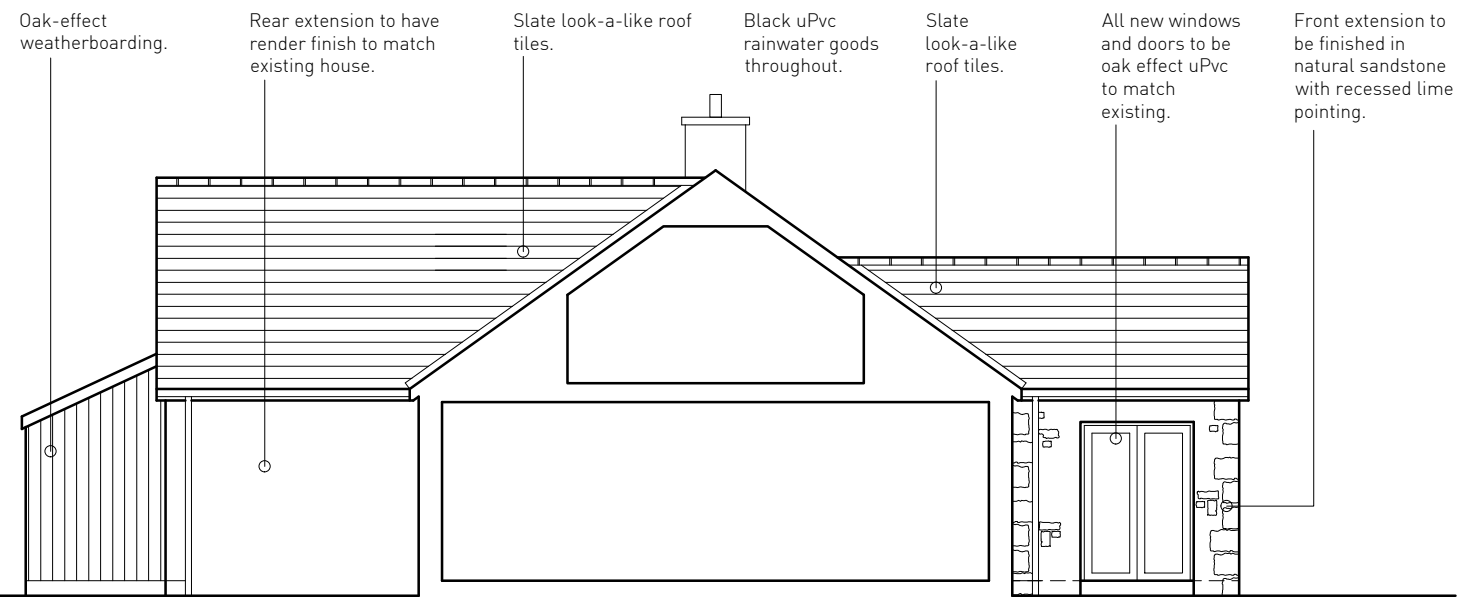 Oak-effect
weatherboarding.
Rear extension to have
render finish to match
existing house.
Slate look-a-like roof
tiles.
Black uPvc
rainwater goods
throughout.
Slate
look-a-like
roof tiles.
All new windows
and doors to be
oak effect uPvc
to match
existing.
Front extension to
be finished in
natural sandstone
with recessed lime
pointing.